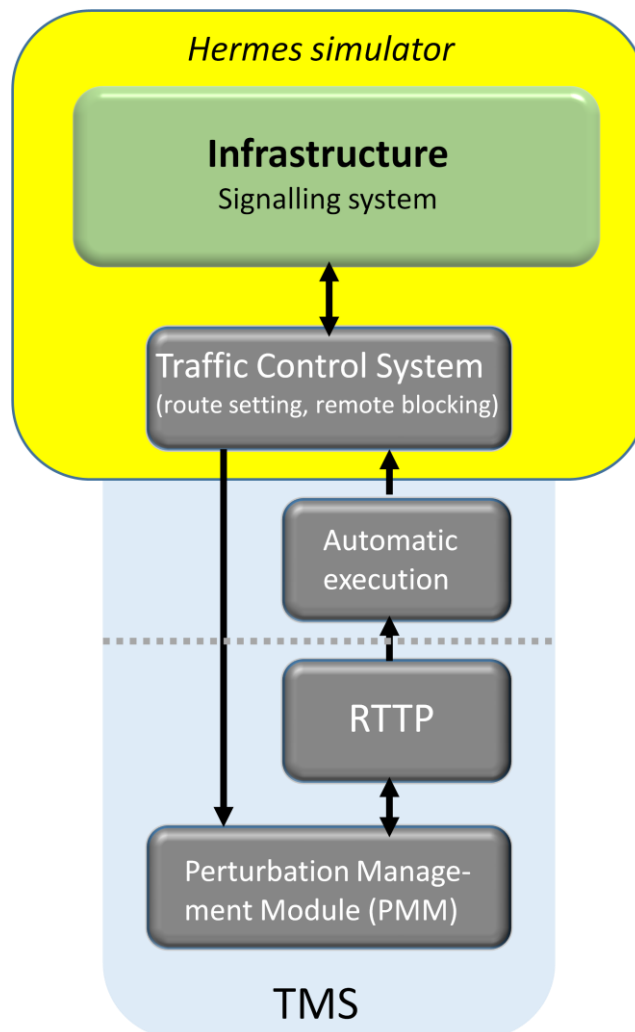 Hermes simulator
Infrastructure
Signalling system
Traffic Control System
(route setting, remote blocking)
Automatic
execution
RTTP
Perturbation Manage-
ment Module (PMM)
TMS